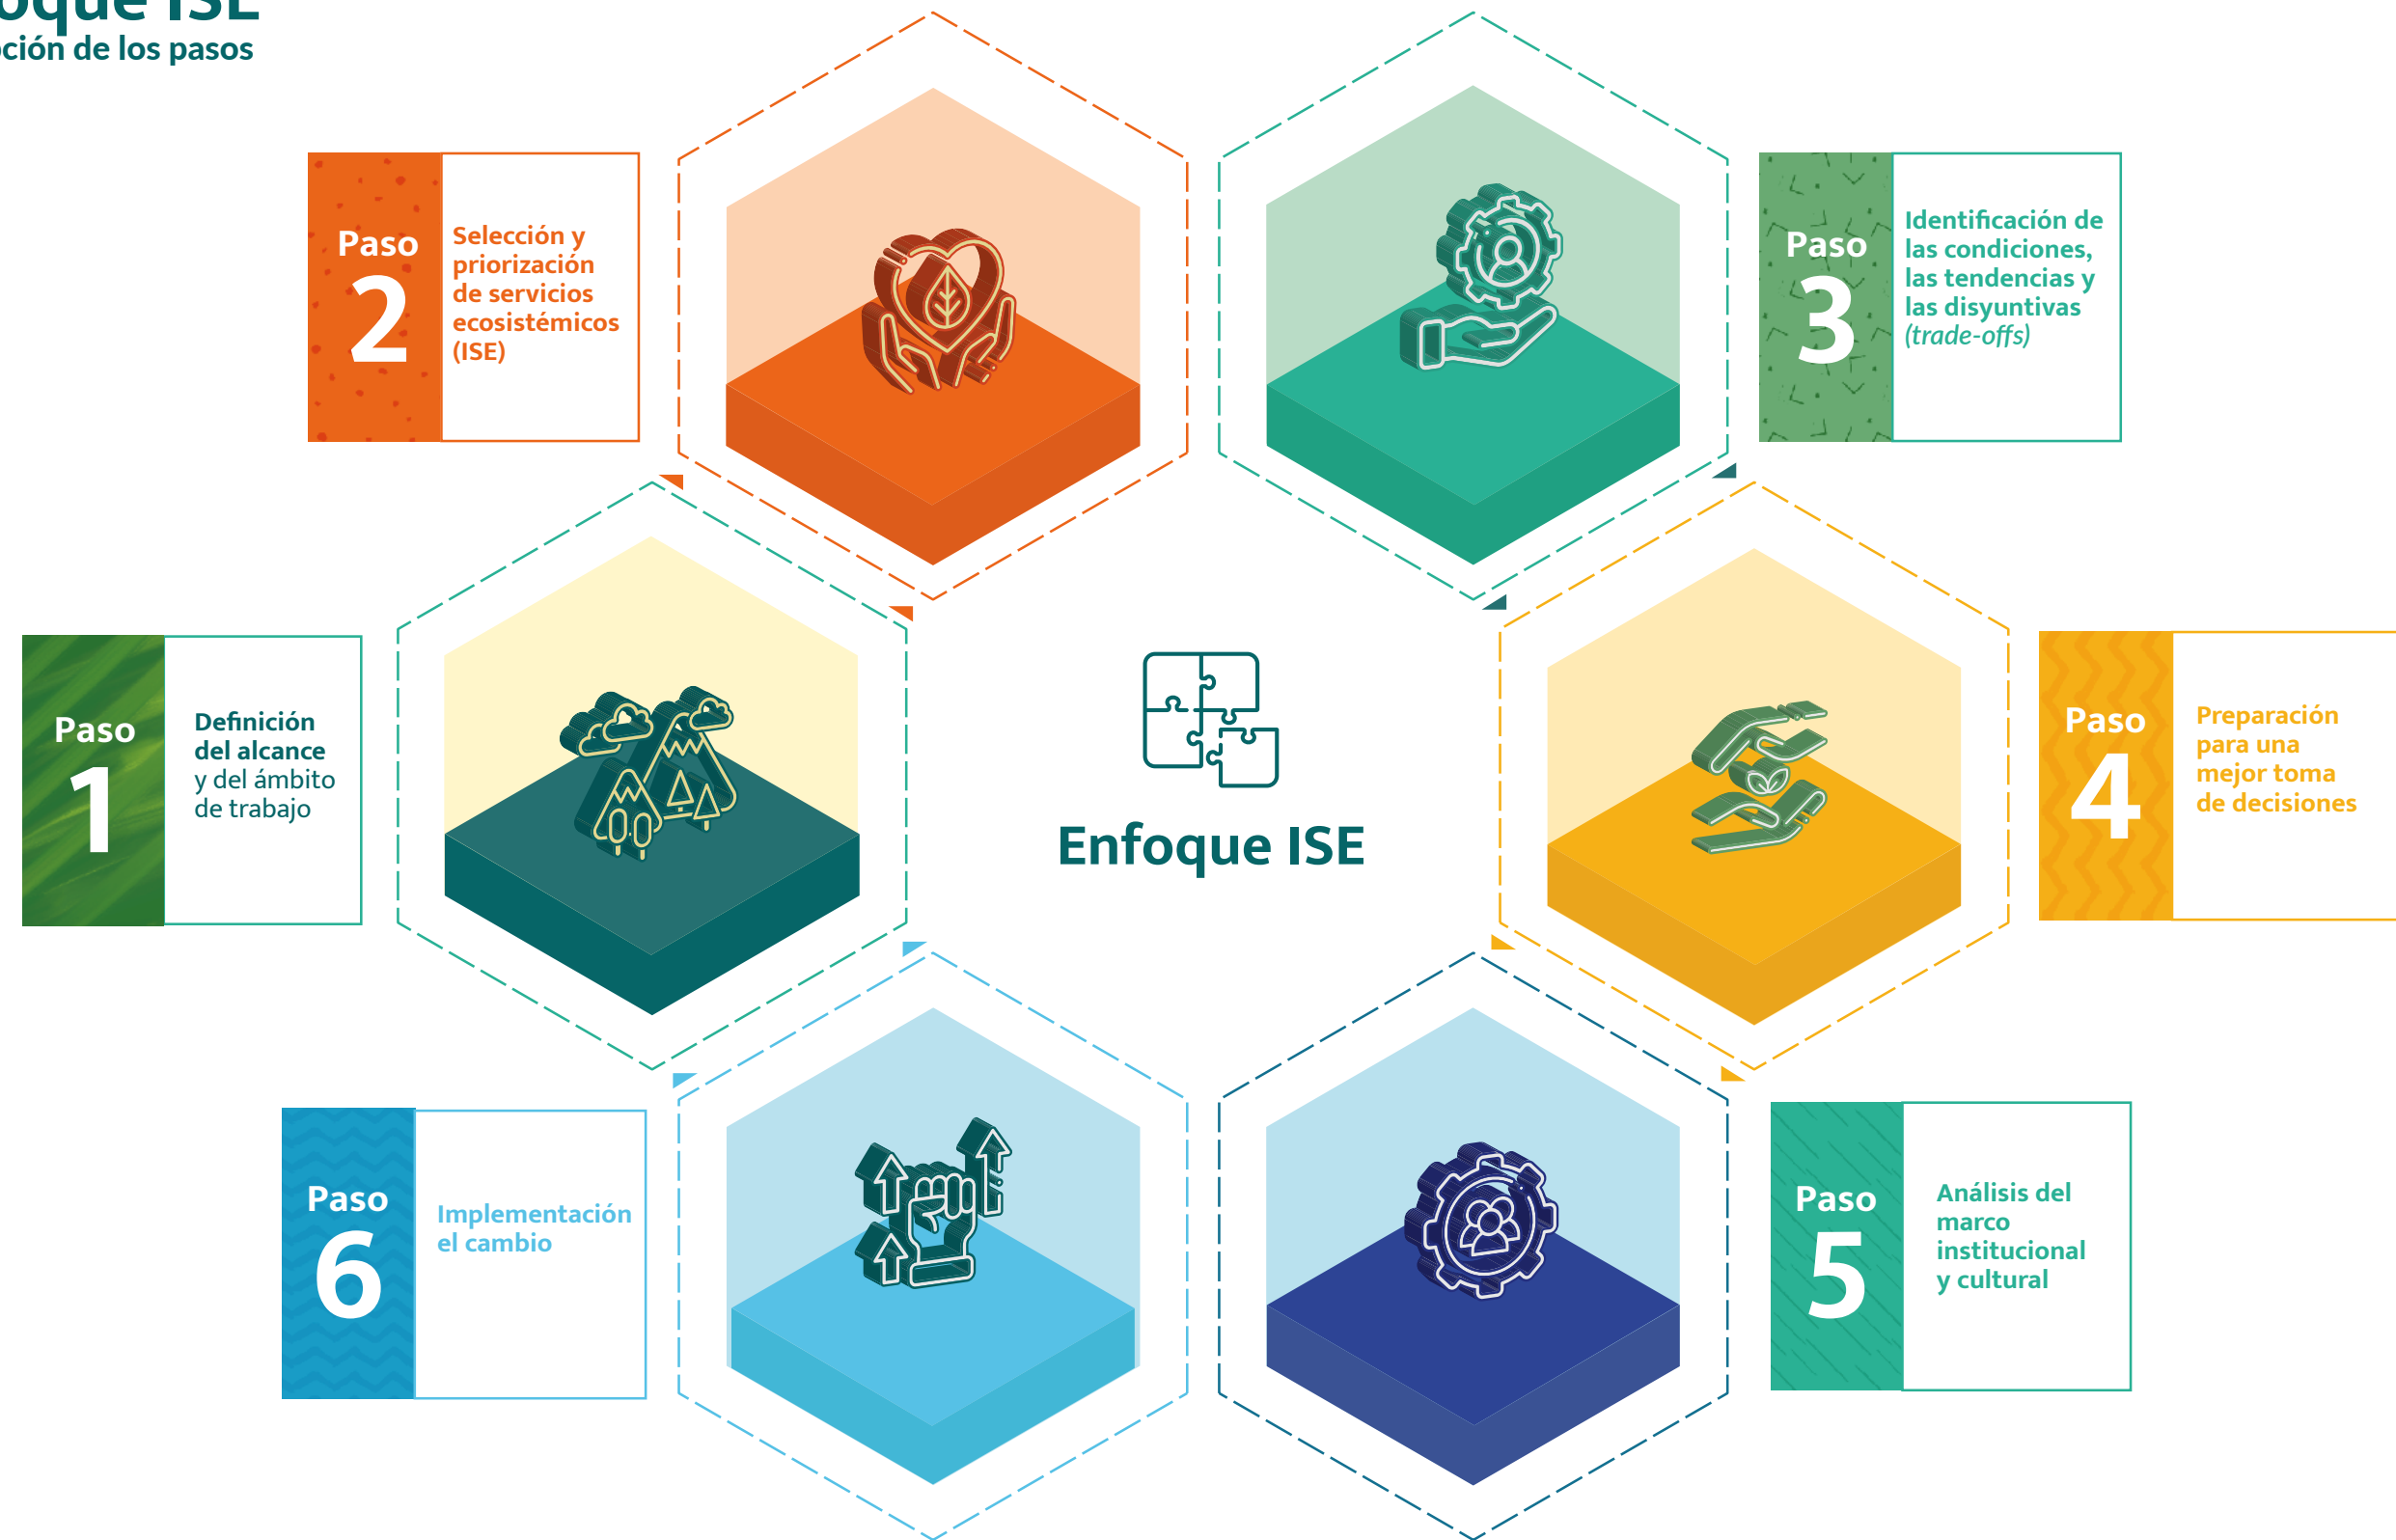 oque ISE
ción de los pasos
Paso
1
Definición
del alcance
y del ámbito
de trabajo
Paso
2
Selección y
priorización
de servicios
ecosistémicos
(ISE)
Paso
3
Identificación de
las condiciones,
las tendencias y
las disyuntivas
(trade-offs)
Paso
4
Preparación
para una
mejor toma
de decisiones
Paso
5
Análisis del
marco
institucional
y cultural
Paso
6
Implementación
el cambio
Enfoque ISE